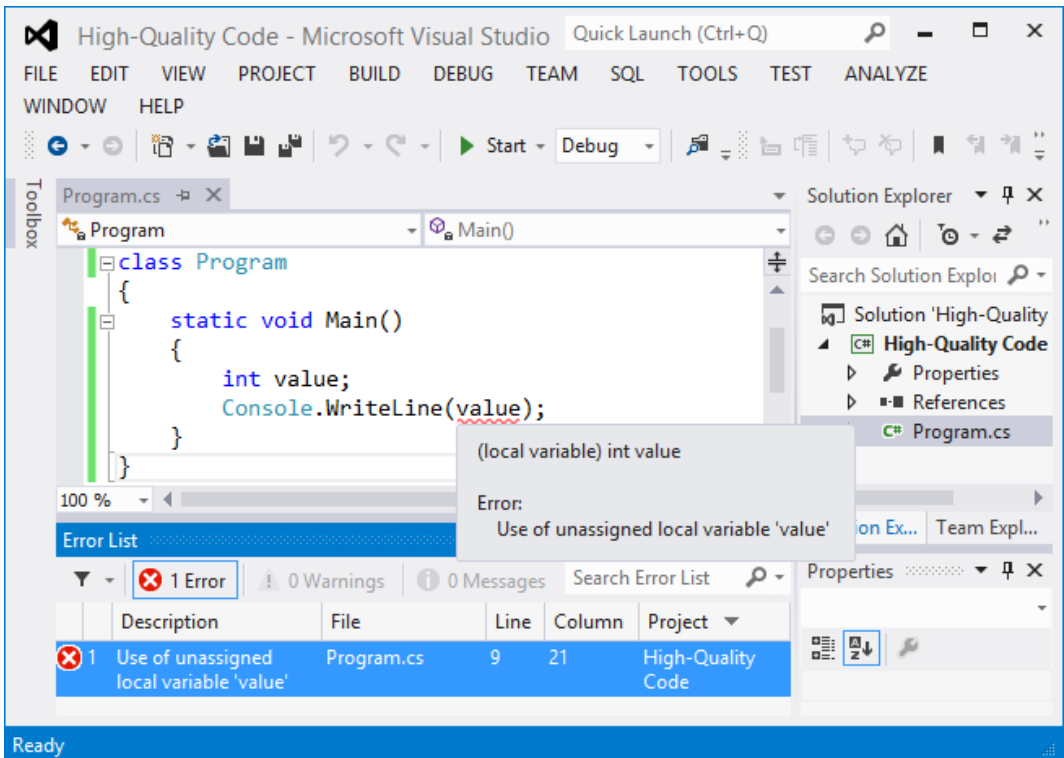 High-Quality Code - Microsoft Visual Studio
Quick Launch (Ctrl+Q)
FILE EDIT VIEW PROJECT BUILD DEBUG TEAM SQL TOOLS TEST ANALYZE
WINDOW HELP
Start Debug
Toolbox
Program.cs
Program Main()
class Program
{
static void Main()
{
int value;
Console.WriteLine(value);
}
}
(local variable) int value
Error:
Use of unassigned local variable 'value'
100 %
Solution Explorer
Search Solution Explo
Solution 'High-Quality
C# High-Quality Code
Properties
References
C# Program.cs
ion Ex... Team Expl...
Error List
1 Error 0 Warnings 0 Messages Search Error List
Description File Line Column Project
1 Use of unassigned local variable 'value' Program.cs 9 21 High-Quality Code
Properties
Ready